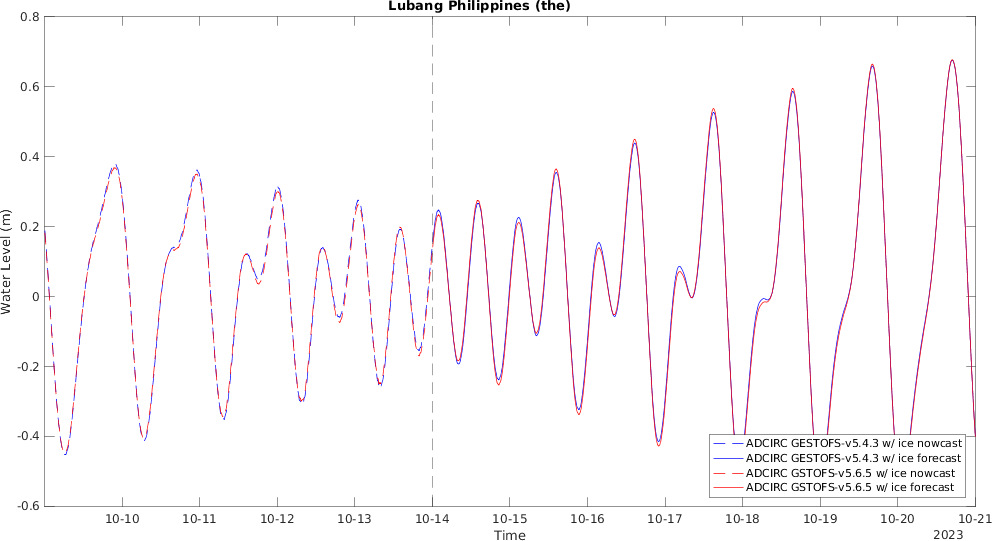 Lubang Philippines (the)
0.8
0.6
0.4
0.2
0
-0.2
-0.4
-0.6
Water Level (m)
ADCIRC GESTOFS-v5.4.3 w/ ice nowcast
ADCIRC GESTOFS-v5.4.3 w/ ice forecast
ADCIRC GSTOFS-v5.6.5 w/ ice nowcast
ADCIRC GSTOFS-v5.6.5 w/ ice forecast
10-10 10-11 10-12 10-13 10-14 10-15 10-16 10-17 10-18 10-19 10-20 10-21
Time
2023